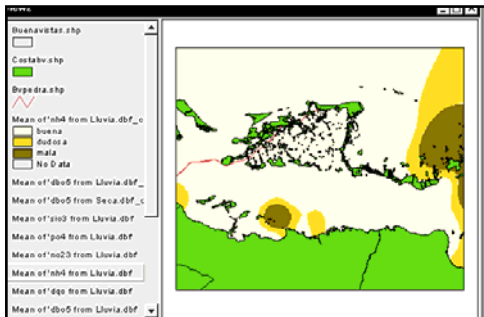 Buenavistas.shp
Costabv.shp
Bvpedra.shp
Mean of 'nh4 from Lluvia.dbf_c
buena
dudosa
mala
No Data
Mean of 'dbo5 from Lluvia.dbf_
Mean of 'dbo5 from Seca.dbf_c
Mean of 'sio3 from Lluvia.dbf
Mean of 'po4 from Lluvia.dbf
Mean of 'no23 from Lluvia.dbf
Mean of 'nh4 from Lluvia.dbf
Mean of 'dqo from Lluvia.dbf
Mean of 'dbo5 from Lluvia.dbf